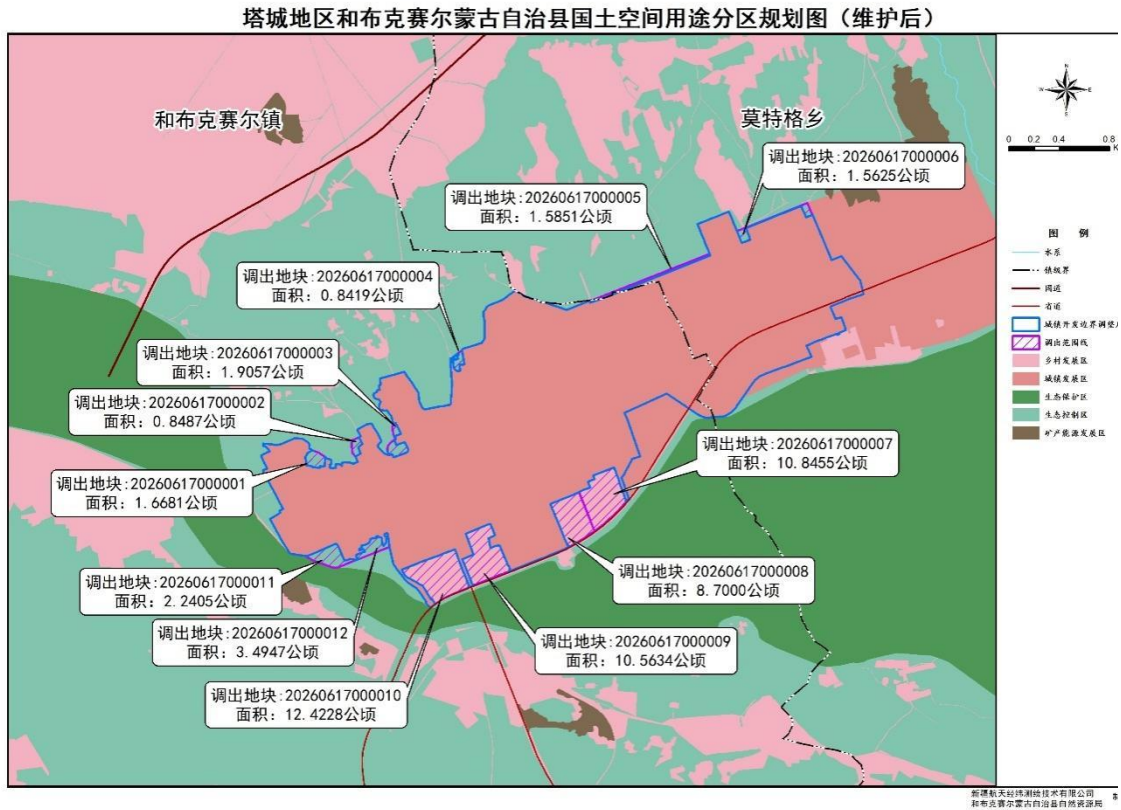 塔城地区和布克赛尔蒙古自治县国土空间用途分区规划图（维护后）
和布克赛尔镇
莫特格乡
N
W
E
S
0 0.2 0.4 0.8
K
调出地块:20260617000006
面积：1.5625公顷
调出地块:20260617000005
面积：1.5851公顷
调出地块:20260617000004
面积：0.8419公顷
调出地块:20260617000003
面积：1.9057公顷
调出地块:20260617000002
面积：0.8487公顷
调出地块:20260617000001
面积：1.6681公顷
调出地块:20260617000007
面积：10.8455公顷
调出地块:20260617000008
面积：8.7000公顷
调出地块:20260617000011
面积：2.2405公顷
调出地块:20260617000012
面积：3.4947公顷
调出地块:20260617000009
面积：10.5634公顷
调出地块:20260617000010
面积：12.4228公顷
图 例
水系
镇级界
国道
省道
城镇开发边界调整
调出范围线
乡村发展区
城镇发展区
生态保护区
生态控制区
矿产能源发展区
新疆航天经纬测绘技术有限公司
和布克赛尔蒙古自治县自然资源局
制